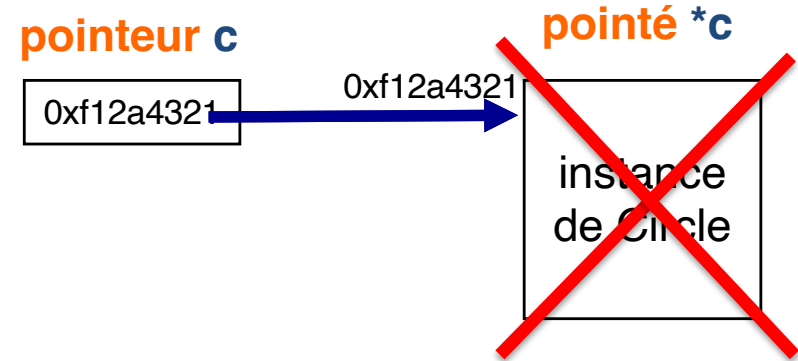 pointeur c
pointé *c
0xf12a4321
0xf12a4321
instance
de Circle